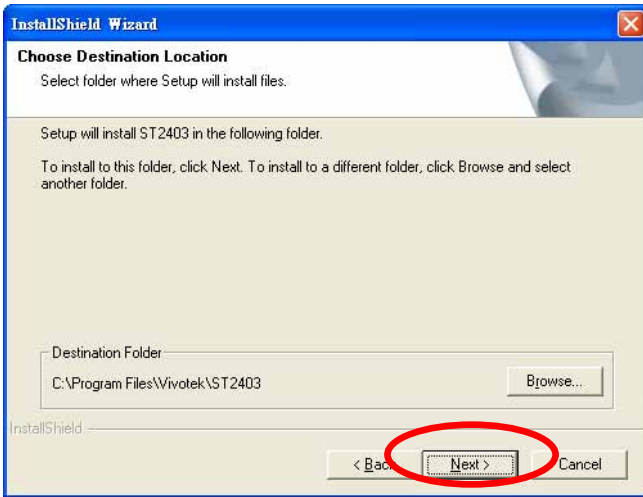 InstallShield Wizard
Choose Destination Location
Select folder where Setup will install files.
Setup will install ST2403 in the following folder.
To install to this folder, click Next. To install to a different folder, click Browse and select
another folder.
Destination Folder
C:\Program Files\Vivotek\ST2403
Browse...
InstallShield
< Back
Next >
Cancel